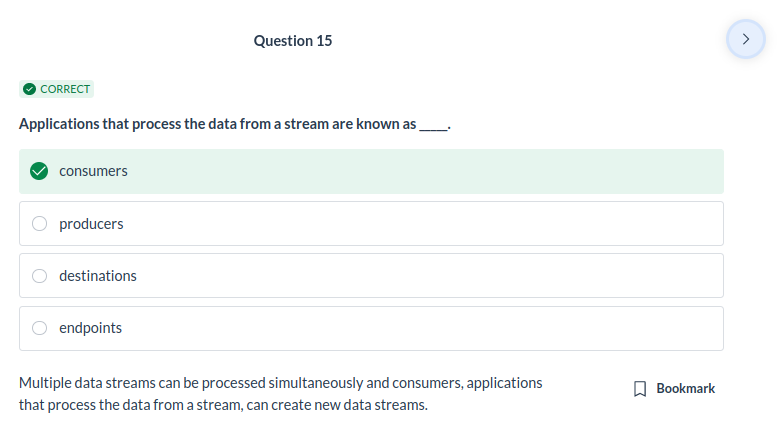 Question 15
CORRECT
Applications that process the data from a stream are known as _____.
consumers
producers
destinations
endpoints
Multiple data streams can be processed simultaneously and consumers, applications
that process the data from a stream, can create new data streams.
Bookmark